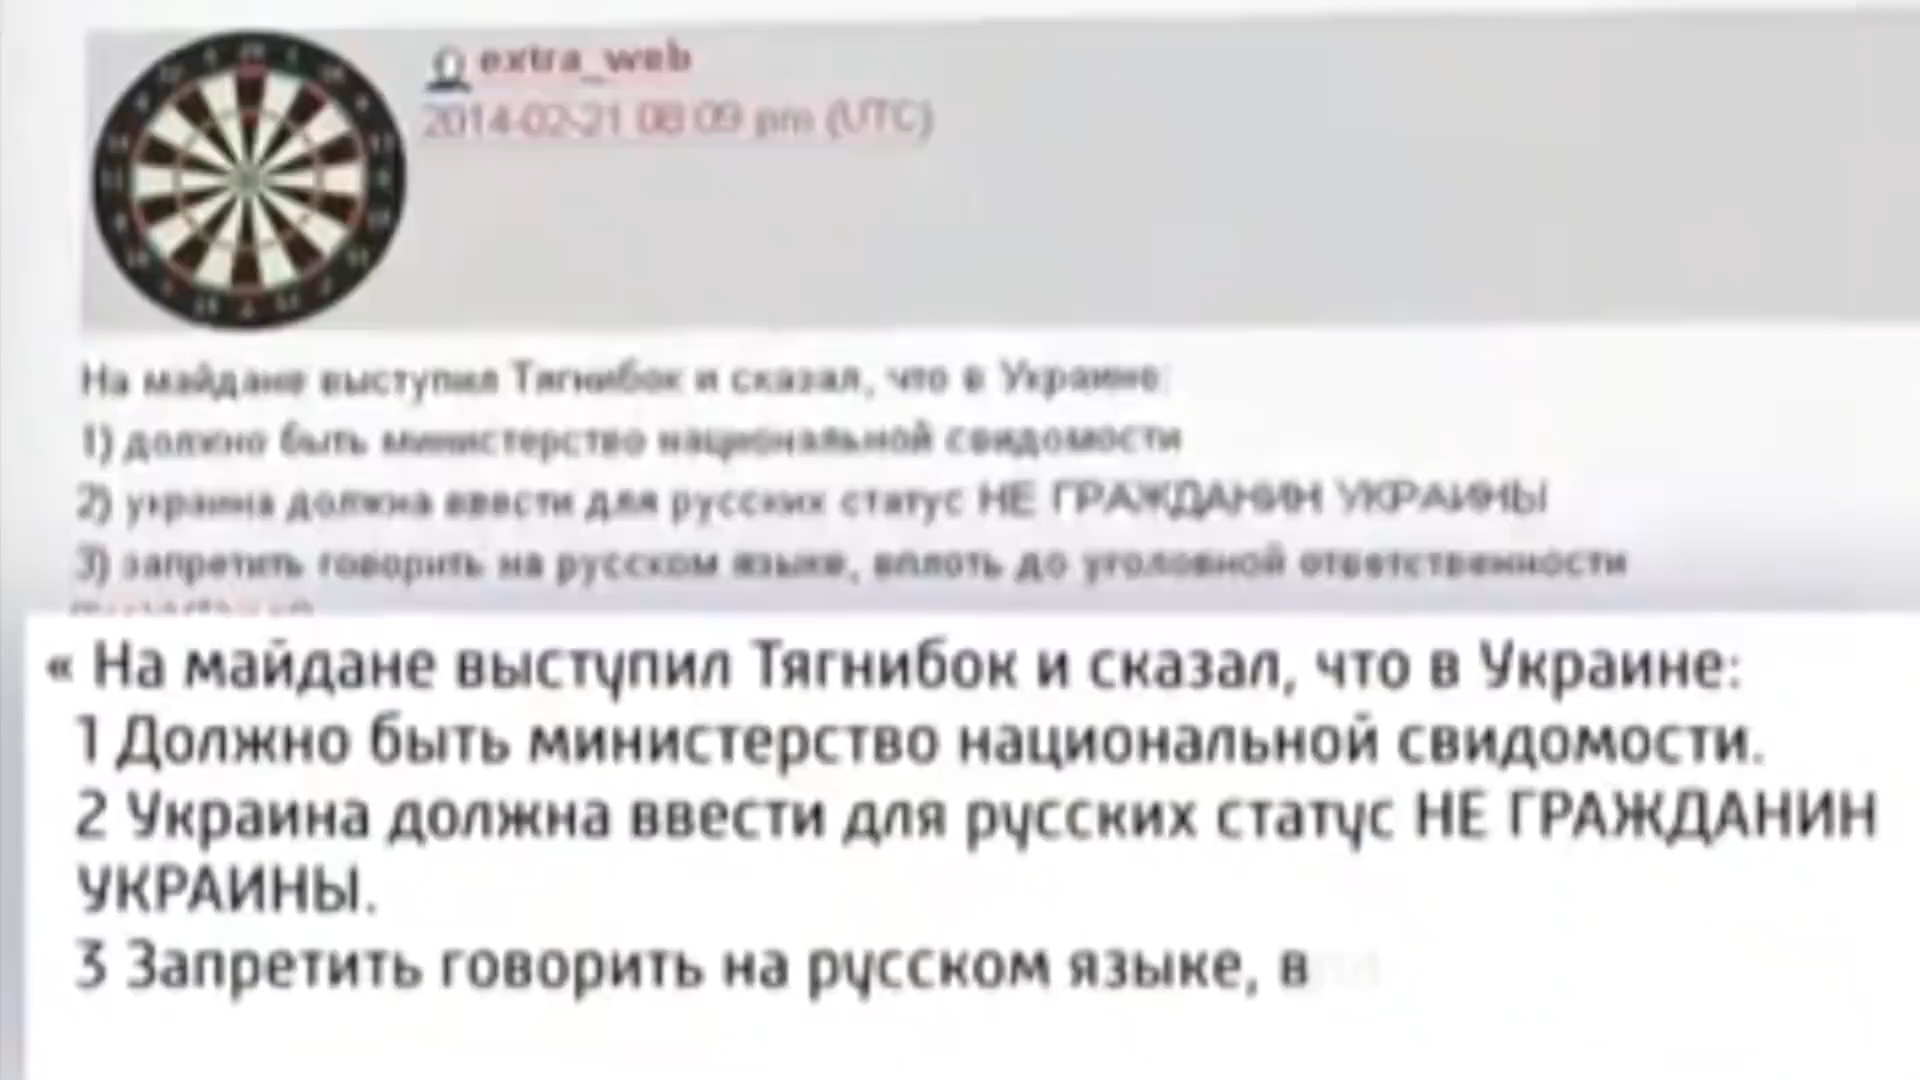 extra_web
2014-02-21 08:09 pm (UTC)
На майдане выступил Тягнибок и сказал, что в Украине:
1) должно быть министерство национальной свидомости
2) украина должна ввести для русских статус НЕ ГРАЖДАНИН УКРАИНЫ
3) запретить говорить на русском языке, вплоть до уголовной ответственности
« На майдане выступил Тягнибок и сказал, что в Украине:
1 Должно быть министерство национальной свидомости.
2 Украина должна ввести для русских статус НЕ ГРАЖДАНИН
УКРАИНЫ.
3 Запретить говорить на русском языке, в